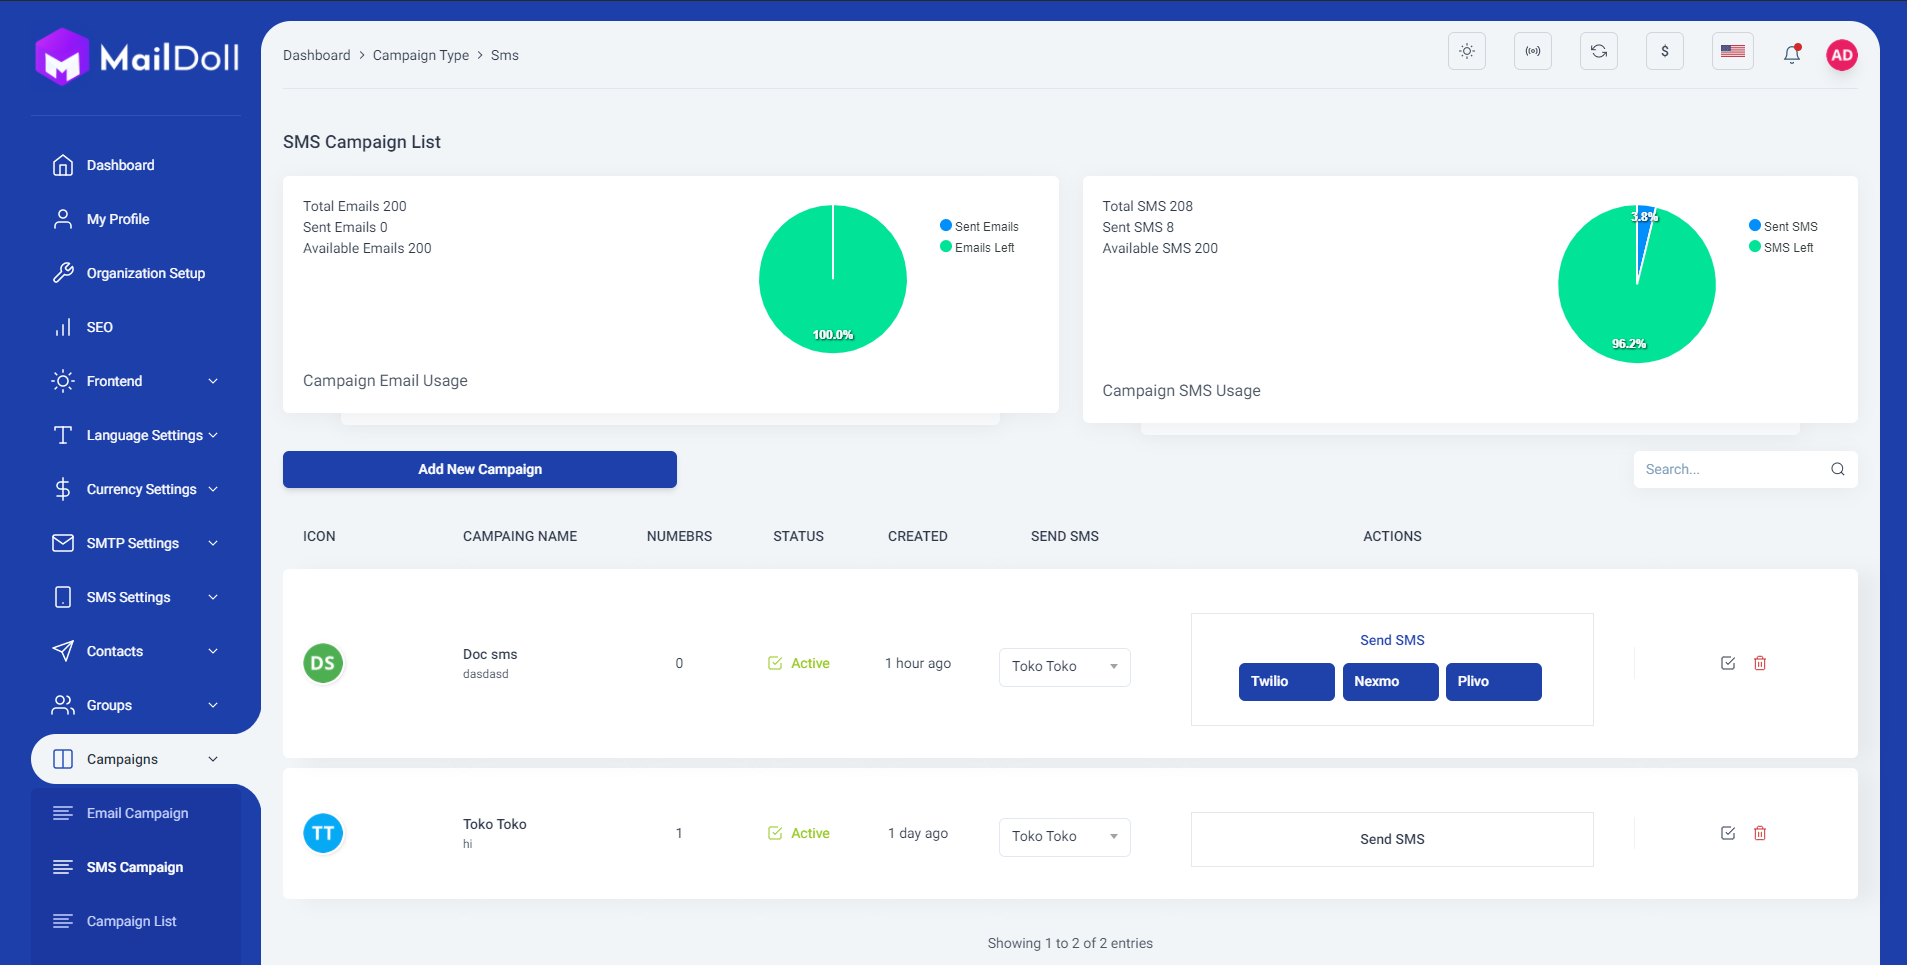 MailDoll
Dashboard > Campaign Type > Sms
$
AD
Dashboard
My Profile
Organization Setup
SEO
Frontend
Language Settings
Currency Settings
SMTP Settings
SMS Settings
Contacts
Groups
Campaigns
Email Campaign
SMS Campaign
Campaign List
SMS Campaign List
Total Emails 200
Sent Emails 0
Available Emails 200
100.0%
Sent Emails
Emails Left
Campaign Email Usage
Total SMS 208
Sent SMS 8
Available SMS 200
3.8%
96.2%
Sent SMS
SMS Left
Campaign SMS Usage
Add New Campaign
Search...
ICON CAMPAING NAME NUMEBRS STATUS CREATED SEND SMS ACTIONS
DS
Doc sms
dasdasd
0
Active
1 hour ago
Toko Toko
Send SMS
Twilio Nexmo Plivo
TT
Toko Toko
hi
1
Active
1 day ago
Toko Toko
Send SMS
Showing 1 to 2 of 2 entries